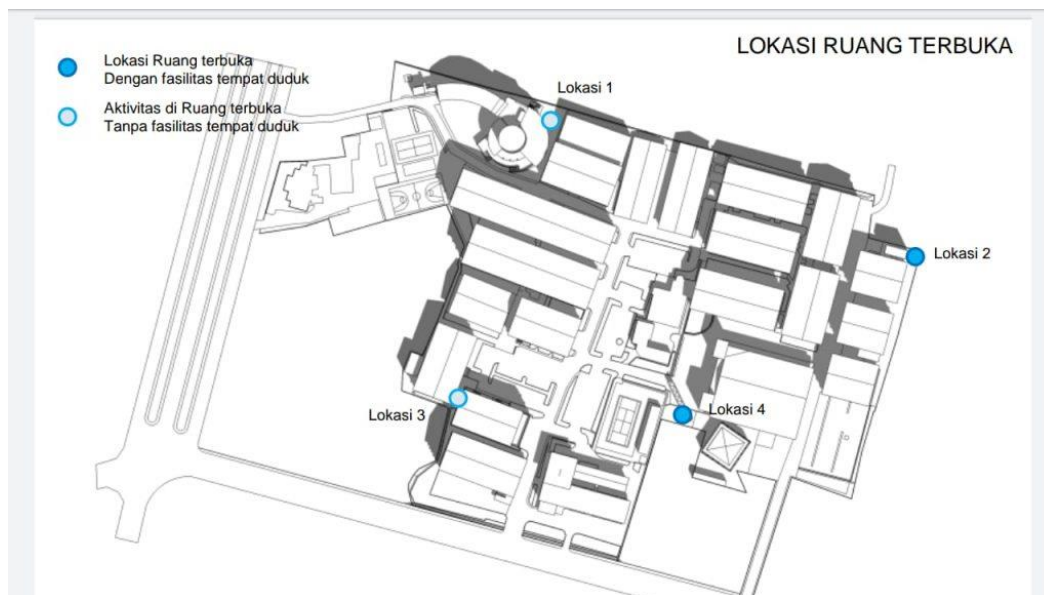 LOKASI RUANG TERBUKA
Lokasi Ruang terbuka
Dengan fasilitas tempat duduk
Aktivitas di Ruang terbuka
Tanpa fasilitas tempat duduk
Lokasi 1
Lokasi 2
Lokasi 3
Lokasi 4